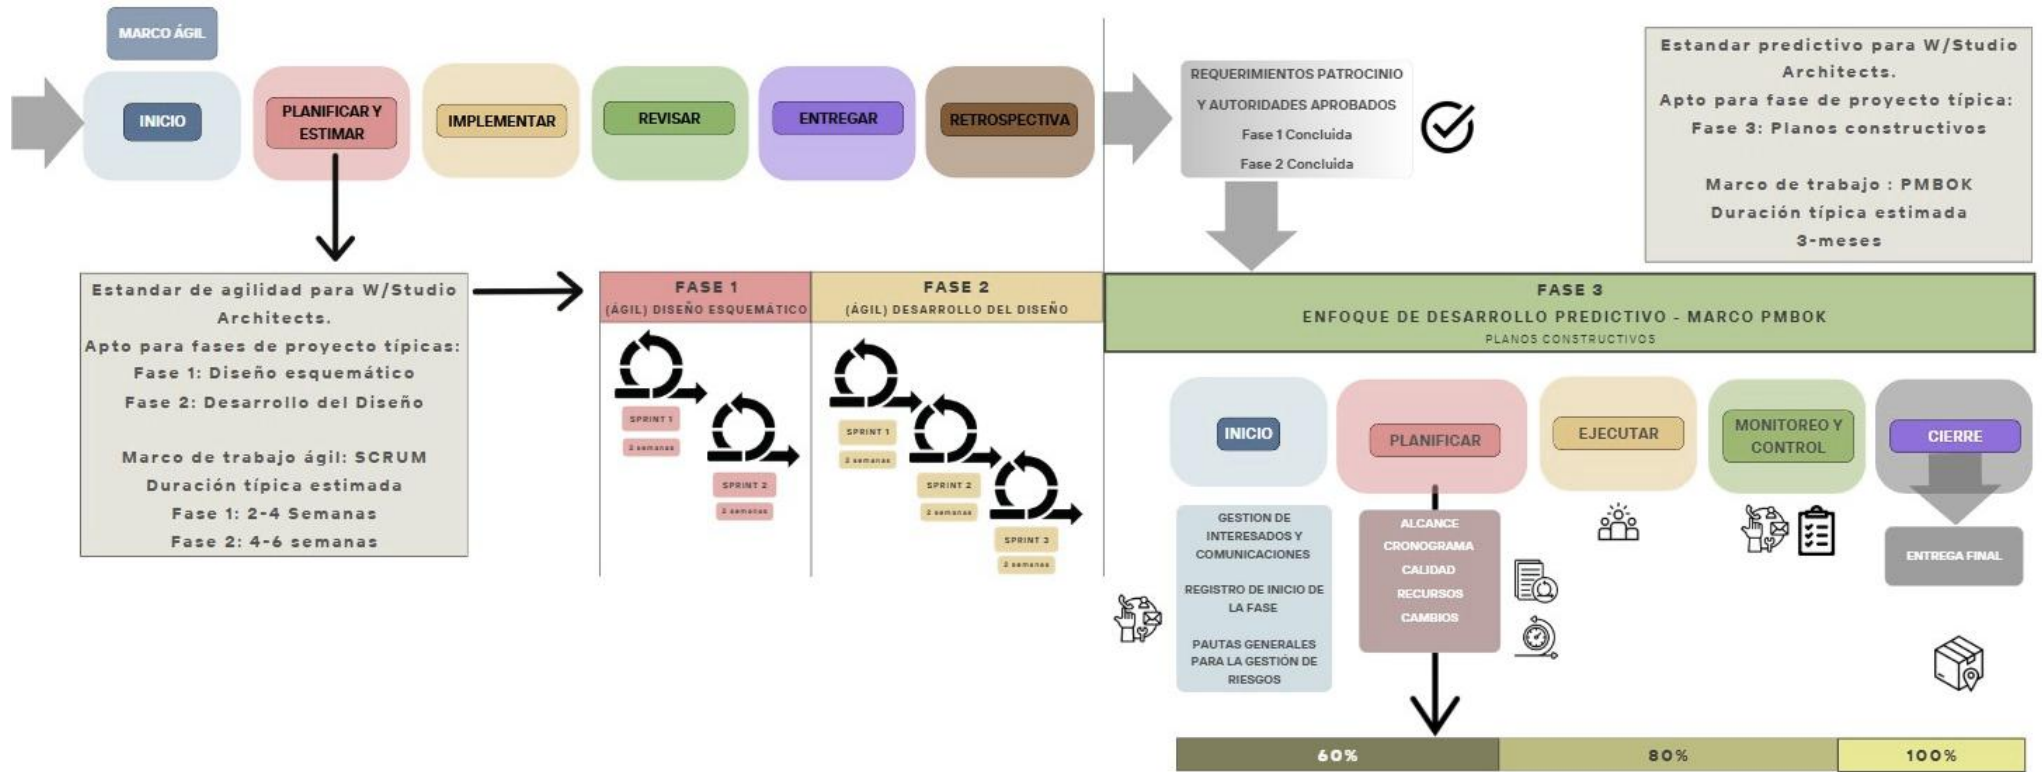 MARCO ÁGIL
INICIO
PLANIFICAR Y
ESTIMAR
IMPLEMENTAR
REVISAR
ENTREGAR
RETROSPECTIVA
REQUERIMIENTOS PATROCINIO
Y AUTORIDADES APROBADOS
Fase 1 Concluida
Fase 2 Concluida
Estandar predictivo para W/Studio
Architects.
Apto para fase de proyecto típica:
Fase 3: Planos constructivos
Marco de trabajo : PMBOK
Duración típica estimada
3-meses
Estandar de agilidad para W/Studio
Architects.
Apto para fases de proyecto típicas:
Fase 1: Diseño esquemático
Fase 2: Desarrollo del Diseño
Marco de trabajo ágil: SCRUM
Duración típica estimada
Fase 1: 2-4 Semanas
Fase 2: 4-6 semanas
FASE 1
(ÁGIL) DISEÑO ESQUEMÁTICO
SPRINT 1
2 semanas
SPRINT 2
2 semanas
FASE 2
(ÁGIL) DESARROLLO DEL DISEÑO
SPRINT 1
2 semanas
SPRINT 2
2 semanas
SPRINT 3
2 semanas
FASE 3
ENFOQUE DE DESARROLLO PREDICTIVO - MARCO PMBOK
PLANOS CONSTRUCTIVOS
INICIO
PLANIFICAR
EJECUTAR
MONITOREO Y
CONTROL
CIERRE
GESTION DE
INTERESADOS Y
COMUNICACIONES
REGISTRO DE INICIO DE
LA FASE
PAUTAS GENERALES
PARA LA GESTIÓN DE
RIESGOS
ALCANCE
CRONOGRAMA
CALIDAD
RECURSOS
CAMBIOS
ENTREGA FINAL
60%
80%
100%